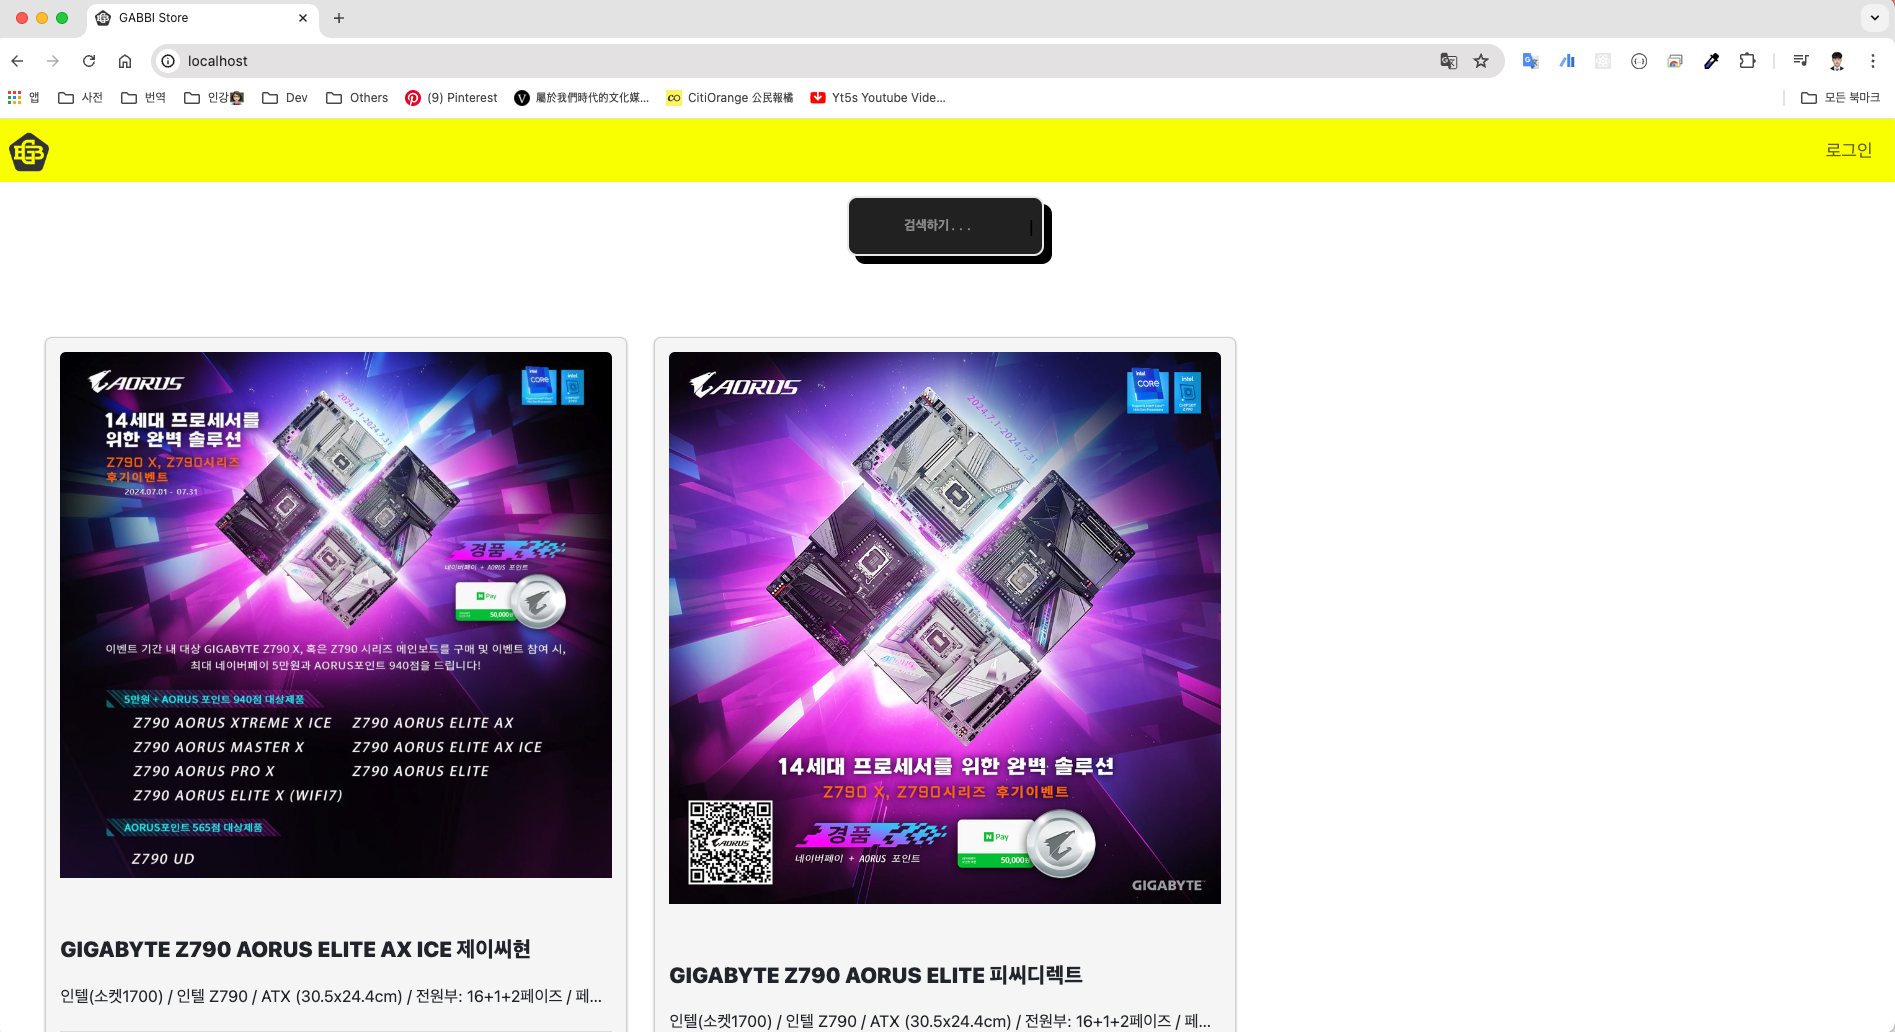 GABBI Store
localhost
앱
사전
번역
인강
Dev
Others
(9) Pinterest
屬於我們時代的文化媒...
CitiOrange 公民報橘
Yt5s Youtube Vide...
모든 북마크
로그인
검색하기 . . .
AORUS
intel
CORE
intel
14세대 프로세서를
위한 완벽 솔루션
Z790 X, Z790시리즈
후기이벤트
2024.07.01 - 07.31
2024.7.1-2024.7.31
경품
네이버페이 + AORUS 포인트
N Pay
50,000원
이벤트 기간 내 대상 GIGABYTE Z790 X, 혹은 Z790 시리즈 메인보드를 구매 및 이벤트 참여 시,
최대 네이버페이 5만원과 AORUS포인트 940점을 드립니다!
5만원 + AORUS 포인트 940점 대상제품
Z790 AORUS XTREME X ICE
Z790 AORUS ELITE AX
Z790 AORUS MASTER X
Z790 AORUS ELITE AX ICE
Z790 AORUS PRO X
Z790 AORUS ELITE
Z790 AORUS ELITE X (WIFI7)
AORUS포인트 565점 대상제품
Z790 UD
GIGABYTE Z790 AORUS ELITE AX ICE 제이씨현
인텔(소켓1700) / 인텔 Z790 / ATX (30.5x24.4cm) / 전원부: 16+1+2페이즈 / 페...
AORUS
intel
CORE
intel
CHIPSET
Z790
2024.7.1-2024.7.31
14세대 프로세서를 위한 완벽 솔루션
Z790 X, Z790시리즈 후기이벤트
AORUS
경품
네이버페이 + AORUS 포인트
N Pay
50,000원
GIGABYTE
GIGABYTE Z790 AORUS ELITE 피씨디렉트
인텔(소켓1700) / 인텔 Z790 / ATX (30.5x24.4cm) / 전원부: 16+1+2페이즈 / 페...